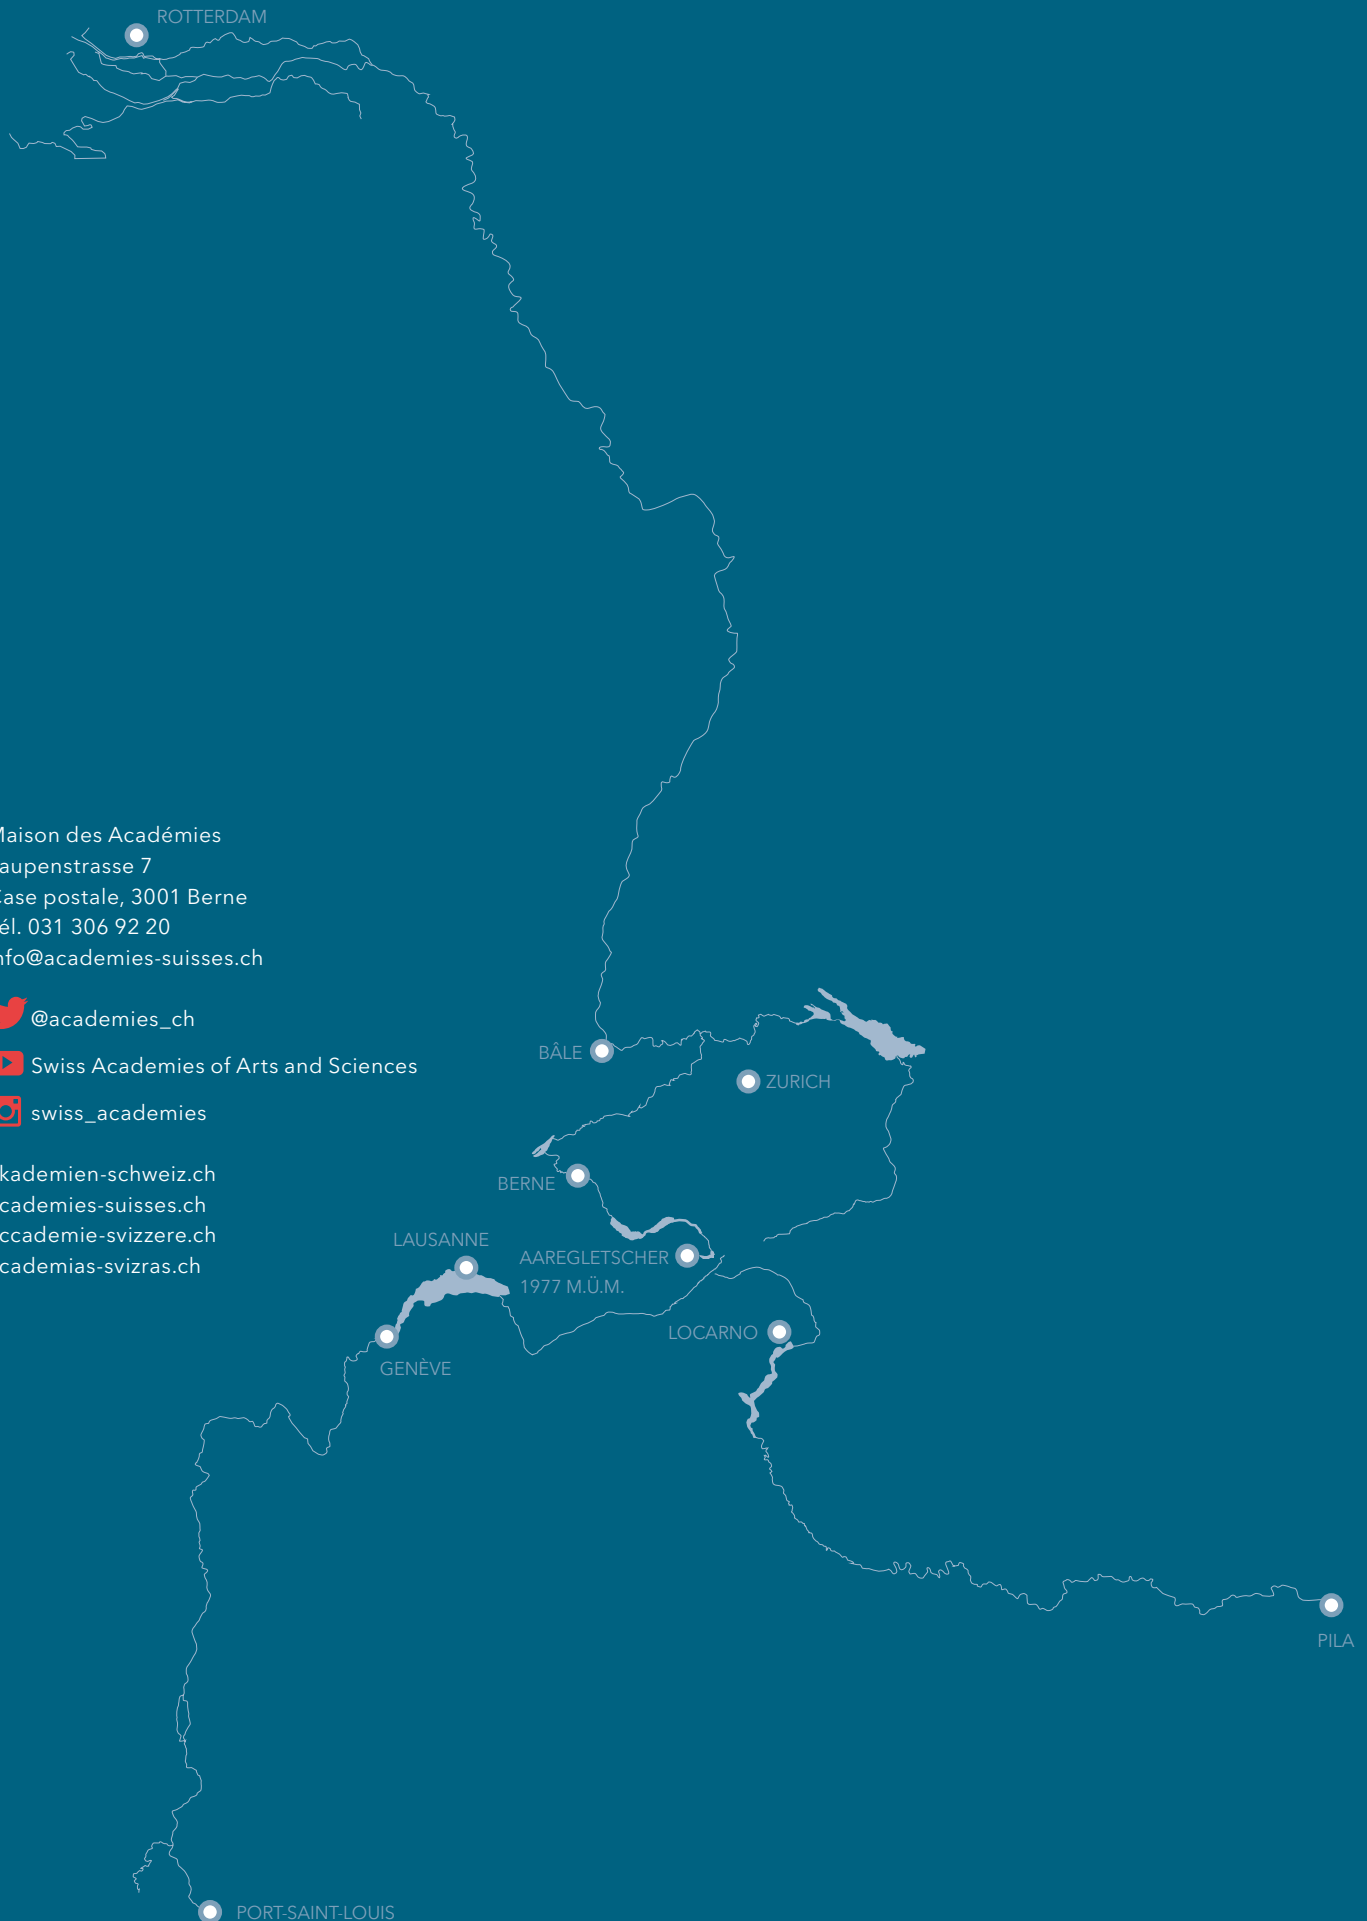 ROTTERDAM
Maison des Académies
aupenstrasse 7
Case postale, 3001 Berne
él. 031 306 92 20
nfo@academies-suisses.ch
@academies_ch
Swiss Academies of Arts and Sciences
swiss_academies
kademien-schweiz.ch
cademies-suisses.ch
ccademie-svizzere.ch
cademias-svizras.ch
BÂLE
ZURICH
BERNE
LAUSANNE
AAREGLETSCHER
1977 M.Ü.M.
LOCARNO
GENÈVE
PILA
PORT-SAINT-LOUIS